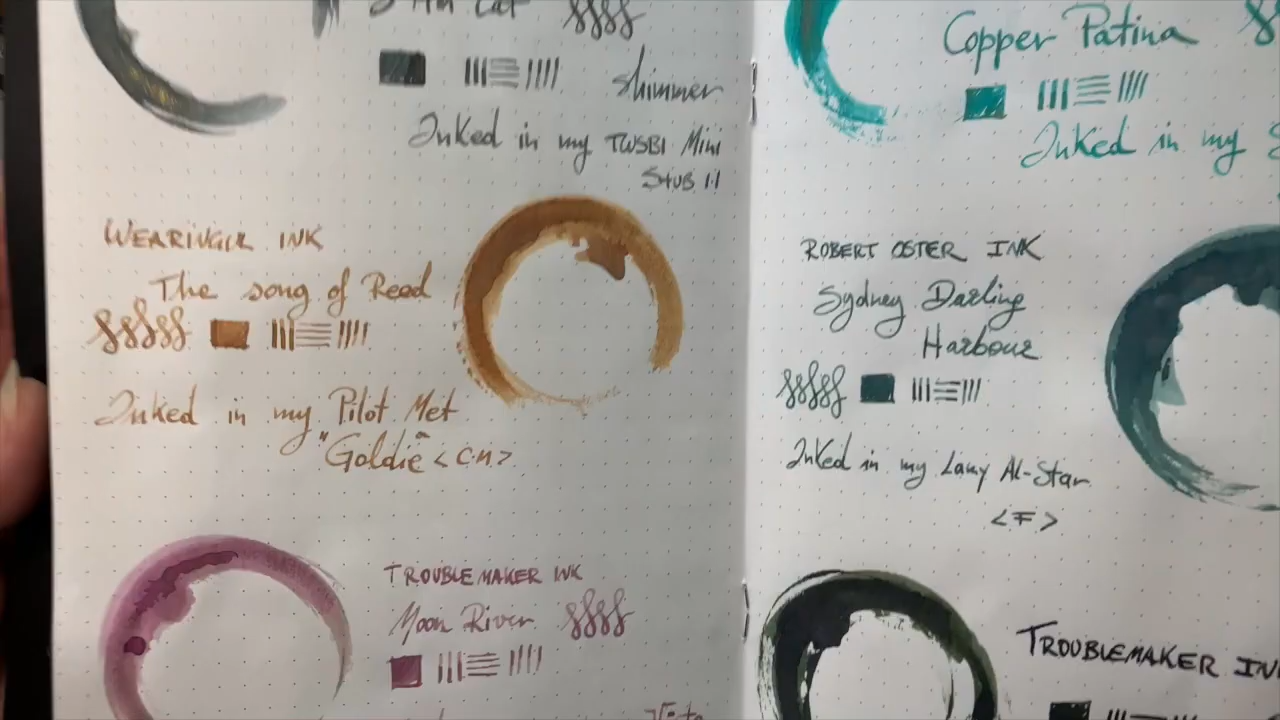 Shimmer
Inked in my TWSBI Mini
Stub 1.1
WEARINGEUL INK
The song of Reed
Inked in my Pilot Met
"Goldie" <CM>
TROUBLEMAKER INK
Moon River
Copper Patina
Inked in my
ROBERT OSTER INK
Sydney Darling
Harbour
Inked in my Lamy Al-Star
<F>
TROUBLEMAKER IN